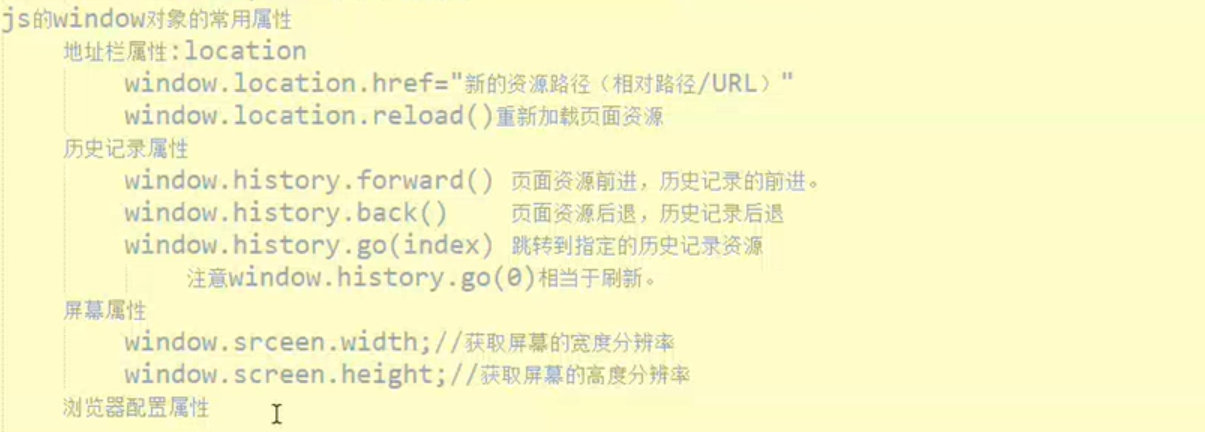 js的window对象的常用属性
地址栏属性:location
window.location.href="新的资源路径（相对路径/URL）"
window.location.reload()重新加载页面资源
历史记录属性
window.history.forward() 页面资源前进，历史记录的前进。
window.history.back() 页面资源后退，历史记录后退
window.history.go(index) 跳转到指定的历史记录资源
注意window.history.go(0)相当于刷新。
屏幕属性
window.srceen.width;//获取屏幕的宽度分辨率
window.screen.height;//获取屏幕的高度分辨率
浏览器配置属性